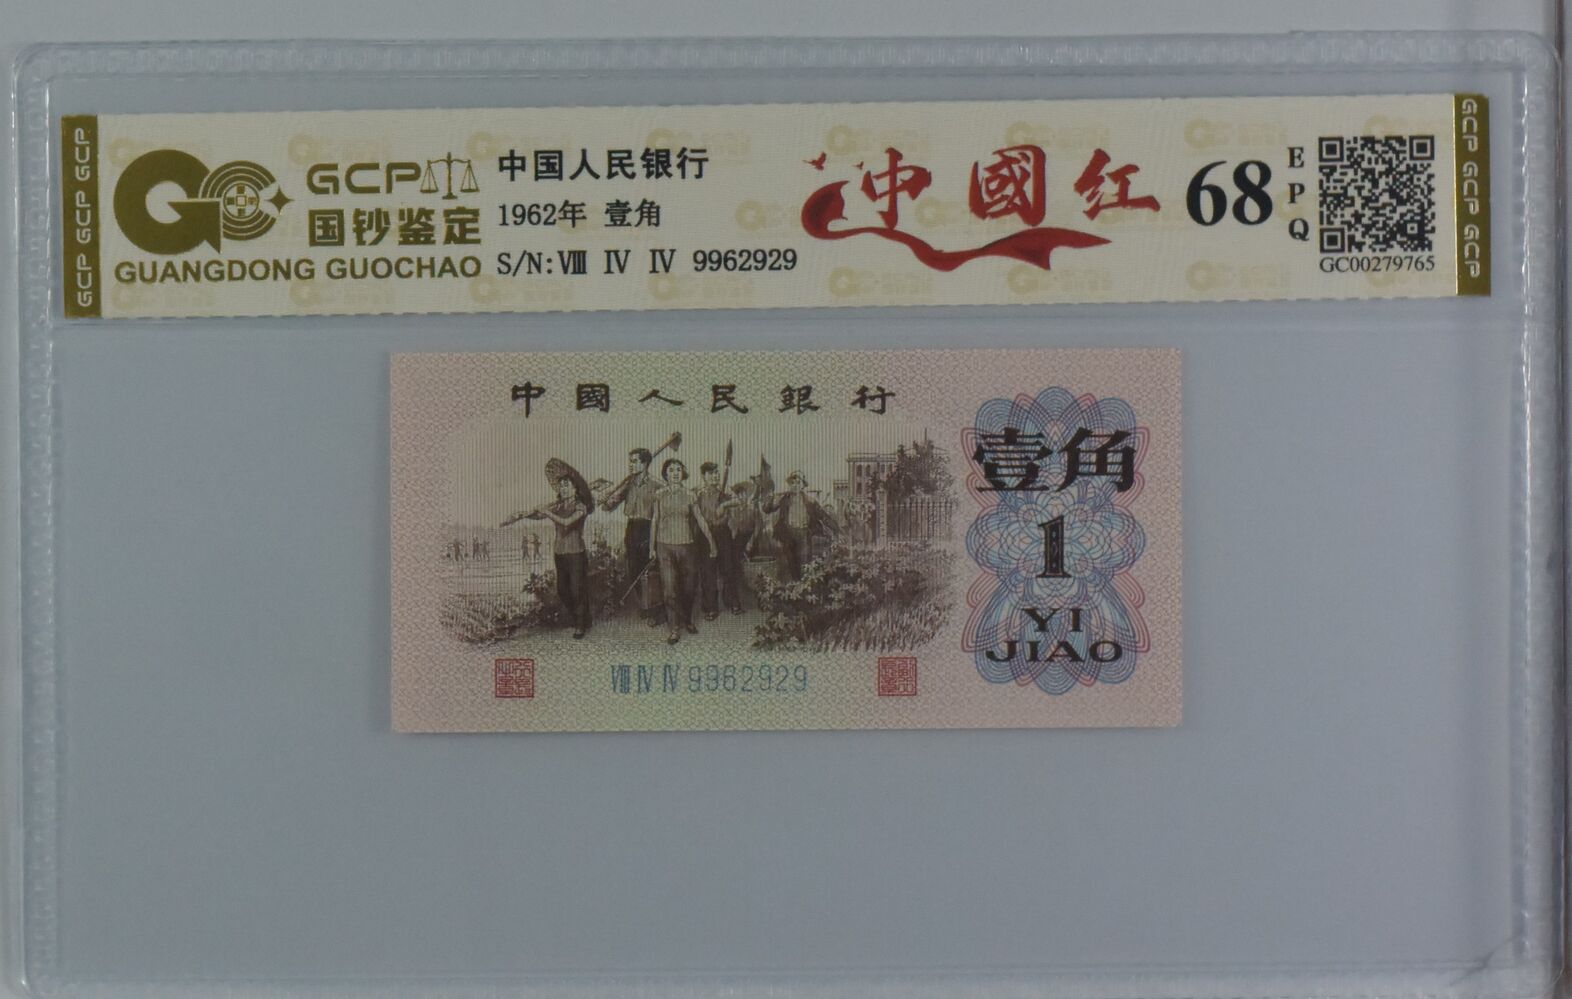 GCP GCP GCP
GCP
国钞鉴定
GUANGDONG GUOCHAO
中国人民银行
1962年 壹角
S/N:Ⅷ Ⅳ Ⅳ 9962929
中國红
68
EPQ
GC00279765
GCP GCP GCP
中國人民銀行
壹角
1
YI
JIAO
Ⅷ Ⅳ Ⅳ 9962929